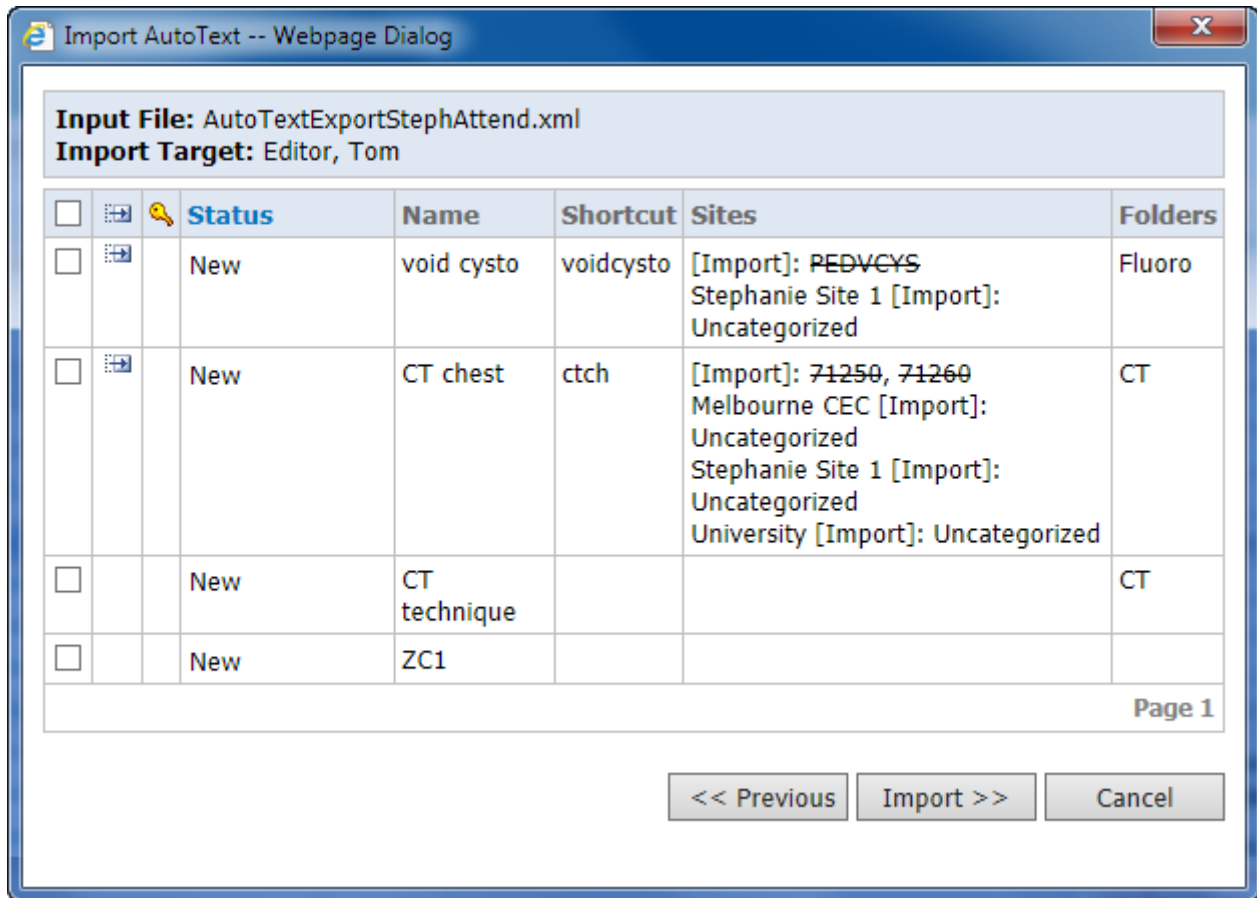 Import AutoText -- Webpage Dialog
x
Input File: AutoTextExportStephAttend.xml
Import Target: Editor, Tom
Status Name Shortcut Sites Folders
New void cysto voidcysto [Import]: PEDVCYS Fluoro
Stephanie Site 1 [Import]:
Uncategorized
New CT chest ctch [Import]: 71250, 71260 CT
Melbourne CEC [Import]:
Uncategorized
Stephanie Site 1 [Import]:
Uncategorized
University [Import]: Uncategorized
New CT CT
technique
New ZC1
Page 1
<< Previous Import >> Cancel